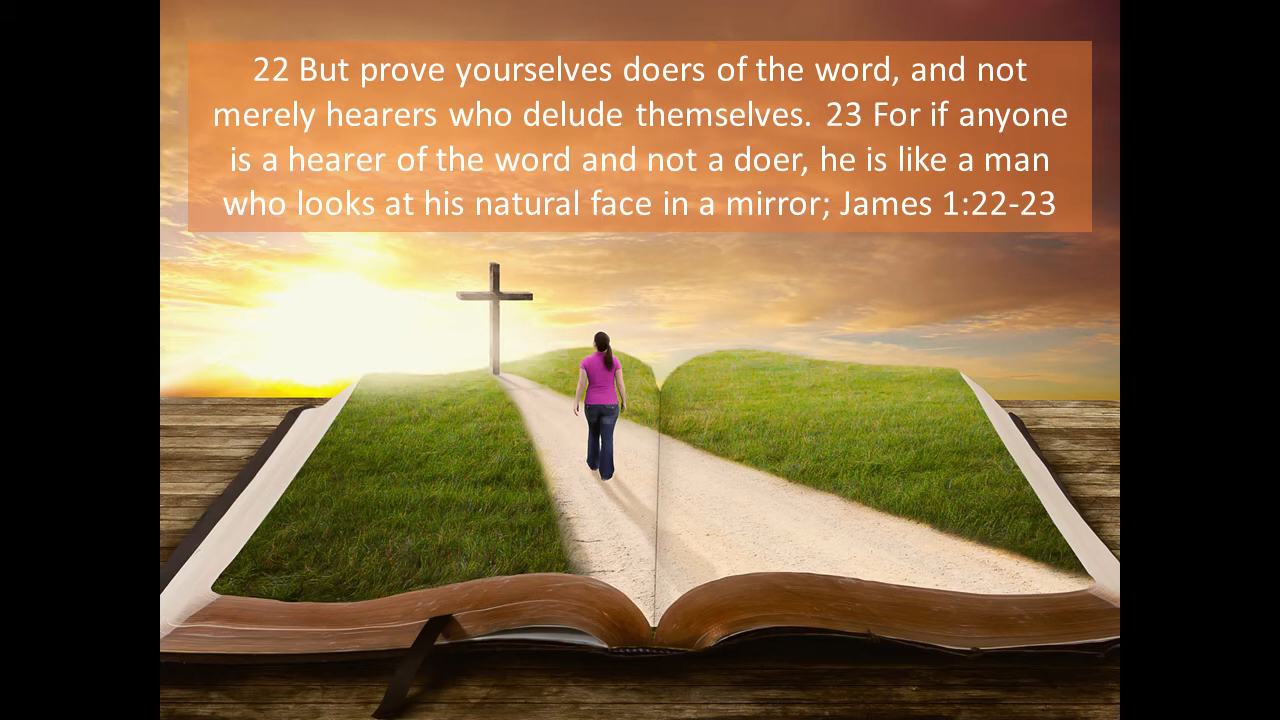 22 But prove yourselves doers of the word, and not
merely hearers who delude themselves. 23 For if anyone
is a hearer of the word and not a doer, he is like a man
who looks at his natural face in a mirror; James 1:22-23